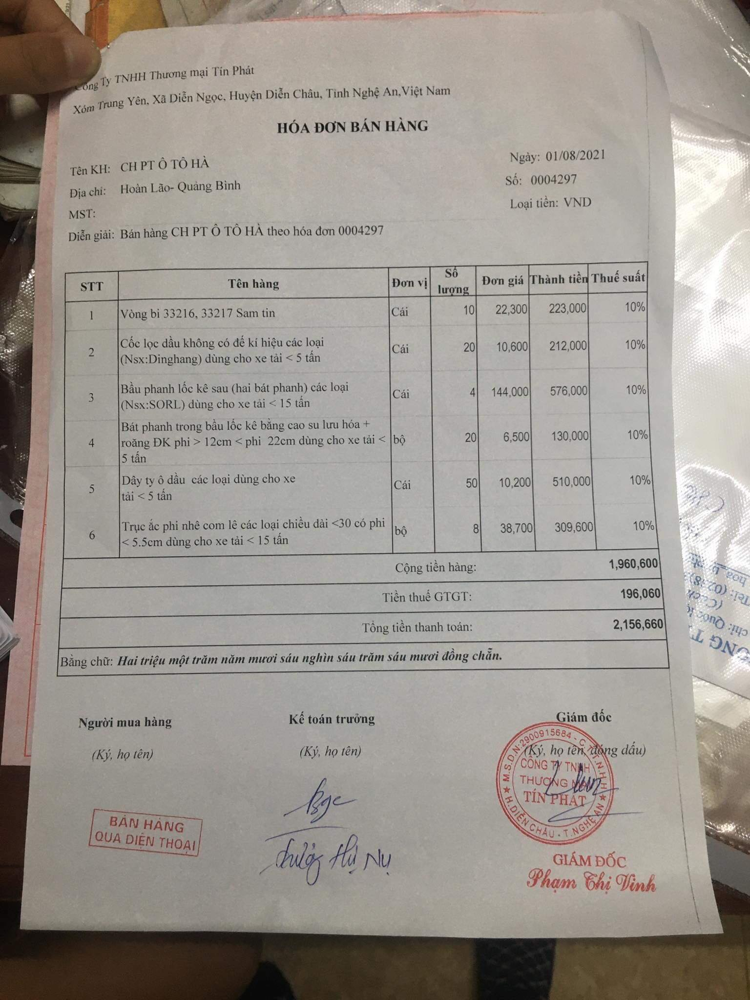 Công Ty TNHH Thương mại Tín Phát
Xóm Trung Yên, Xã Diễn Ngọc, Huyện Diễn Châu, Tỉnh Nghệ An,Việt Nam
HÓA ĐƠN BÁN HÀNG
Ngày: 01/08/2021
Tên KH: CH PT Ô TÔ HÀ
Số: 0004297
Địa chỉ: Hoàn Lão- Quảng Bình
Loại tiền: VND
MST:
Diễn giải: Bán hàng CH PT Ô TÔ HÀ theo hóa đơn 0004297
STT Tên hàng Đơn vị Số lượng Đơn giá Thành tiền Thuế suất
1 Vòng bi 33216, 33217 Sam tin Cái 10 22,300 223,000 10%
2 Cốc lọc dầu không có đế kí hiệu các loại Cái 20 10,600 212,000 10%
(Nsx:Dinghang) dùng cho xe tải < 5 tấn
3 Bầu phanh lốc kê sau (hai bát phanh) các loại Cái 4 144,000 576,000 10%
(Nsx:SORL) dùng cho xe tải < 15 tấn
4 Bát phanh trong bầu lốc kê bằng cao su lưu hóa + bộ 20 6,500 130,000 10%
roăng ĐK phi > 12cm < phi 22cm dùng cho xe tải <
5 tấn
5 Dây ty ô dầu các loại dùng cho xe Cái 50 10,200 510,000 10%
tải < 5 tấn
6 Trục ắc phi nhê com lê các loại chiều dài <30 có phi bộ 8 38,700 309,600 10%
< 5.5cm dùng cho xe tải < 15 tấn
Cộng tiền hàng: 1,960,600
Tiền thuế GTGT: 196,060
Tổng tiền thanh toán: 2,156,660
Bằng chữ: Hai triệu một trăm năm mươi sáu nghìn sáu trăm sáu mươi đồng chẵn.
Người mua hàng Kế toán trưởng Giám đốc
(Ký, họ tên) (Ký, họ tên) (Ký, họ tên, đóng dấu)
M.S.D.N:2900915684 - C.T.T.N.H.H
CÔNG TY TNHH
THƯƠNG MẠI
TÍN PHÁT
H.DIỄN CHÂU - T.NGHỆ AN
BÁN HÀNG
QUA ĐIỆN THOẠI
Thị Nụ
GIÁM ĐỐC
Phạm Thị Vinh